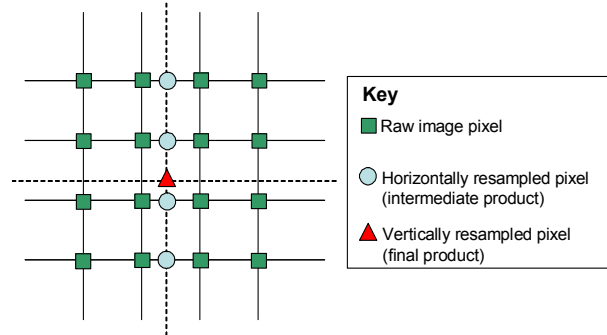 Key
Raw image pixel
Horizontally resampled pixel
(intermediate product)
Vertically resampled pixel
(final product)